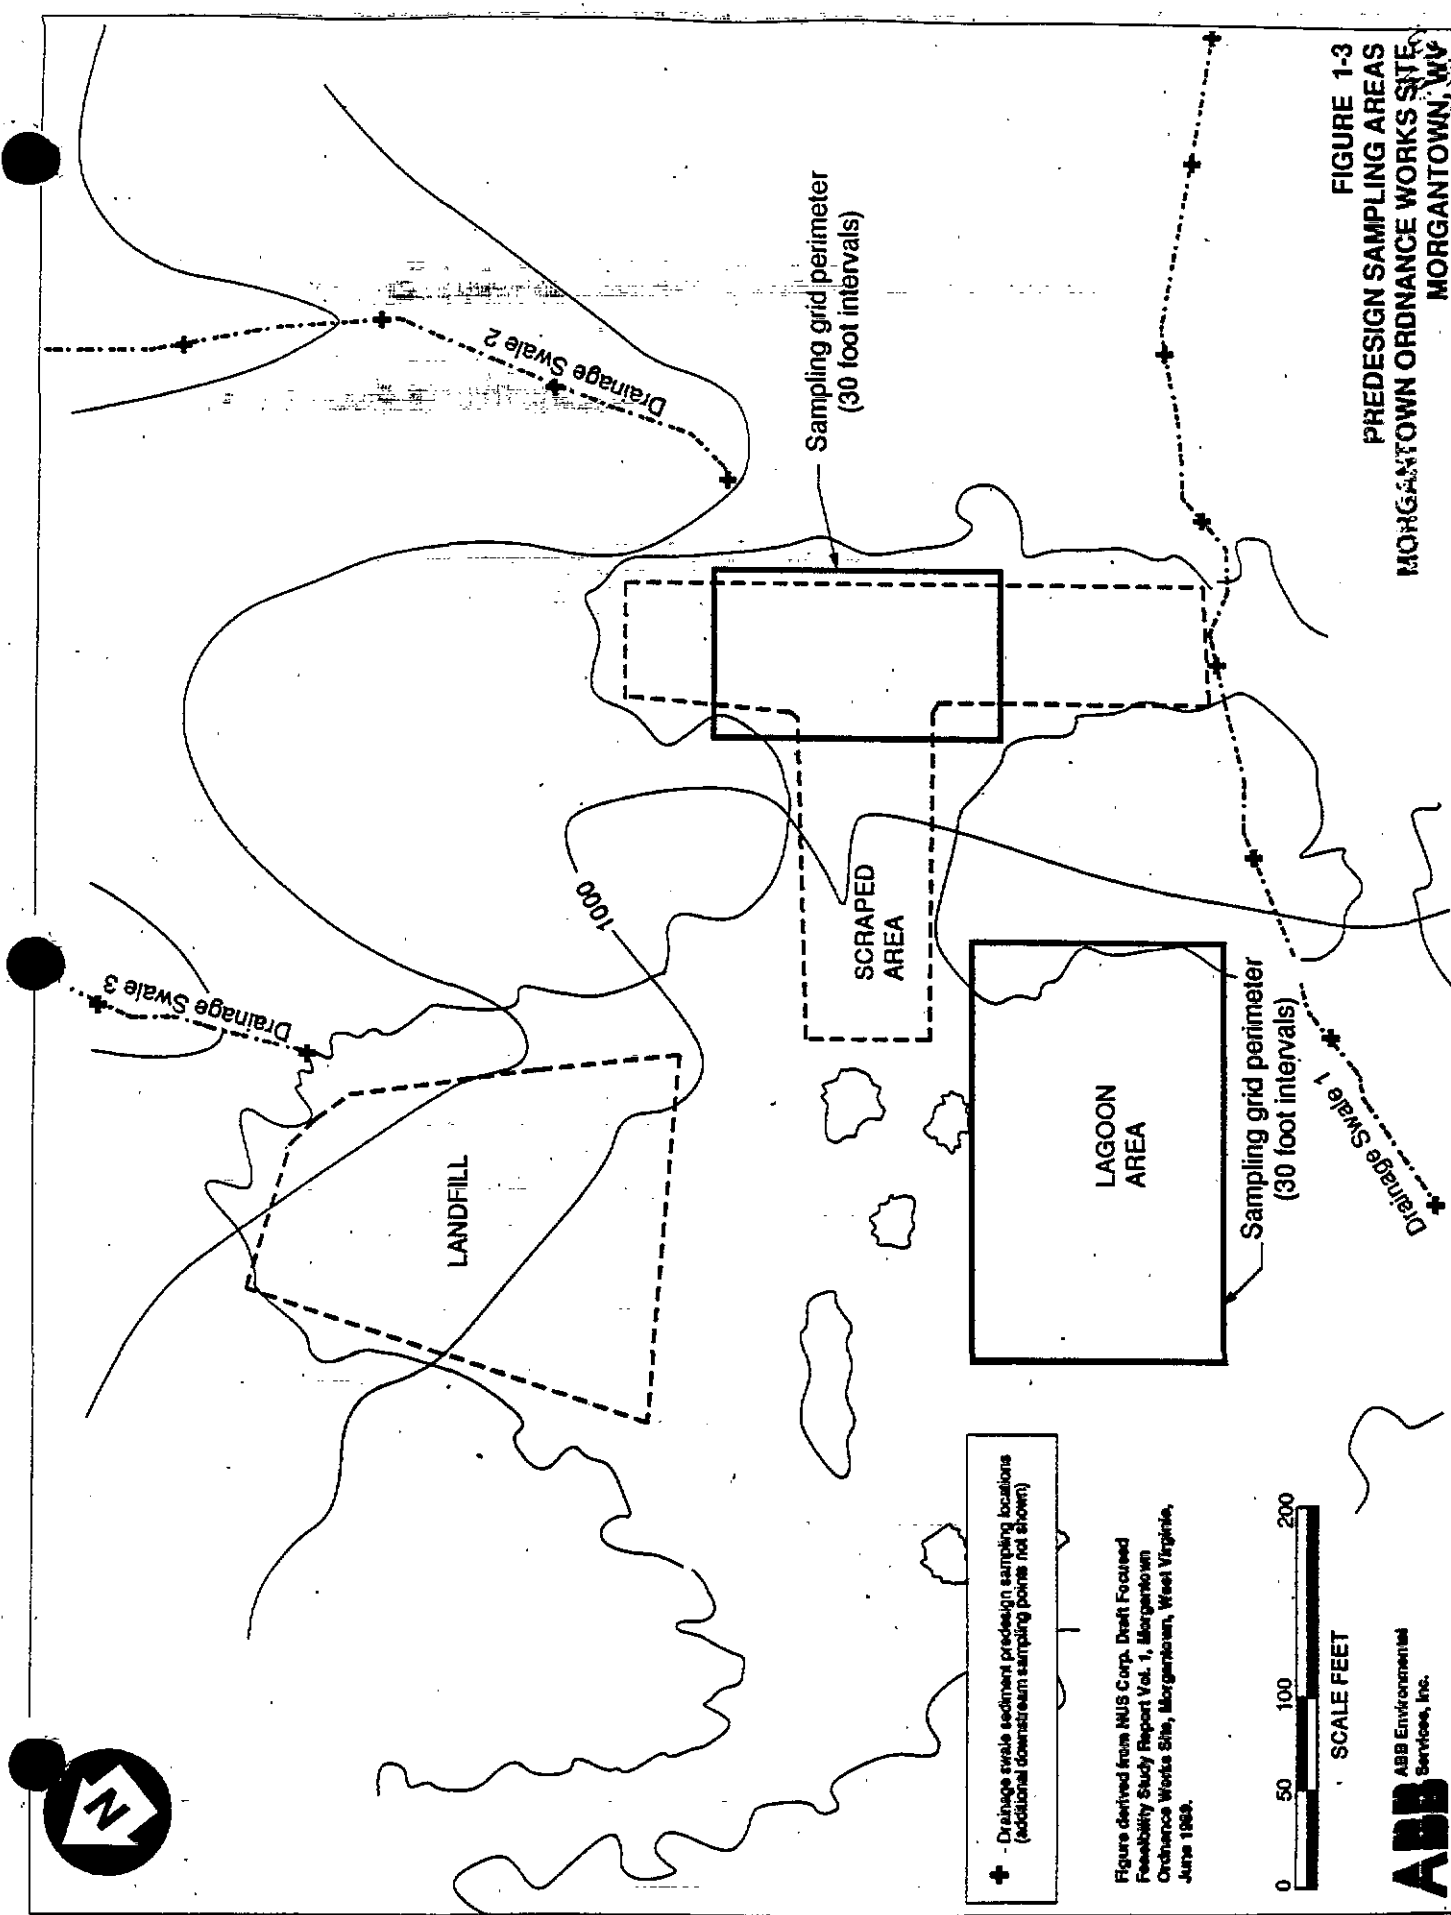 N
Drainage Swale 3
Drainage Swale 2
LANDFILL
1000
SCRAPED
AREA
Sampling grid perimeter
(30 foot intervals)
LAGOON
AREA
Sampling grid perimeter
(30 foot intervals)
Drainage Swale 1
- Drainage swale sediment predesign sampling locations
(additional downstream sampling points not shown)
Figure derived from NUS Corp. Draft Focused
Feasibility Study Report Vol. 1, Morgantown
Ordnance Works Site, Morgantown, West Virginia,
June 1989.
0 50 100 200
SCALE FEET
ABB ABB Environmental
Services, Inc.
FIGURE 1-3
PREDESIGN SAMPLING AREAS
MORGANTOWN ORDNANCE WORKS SITE
MORGANTOWN, WV